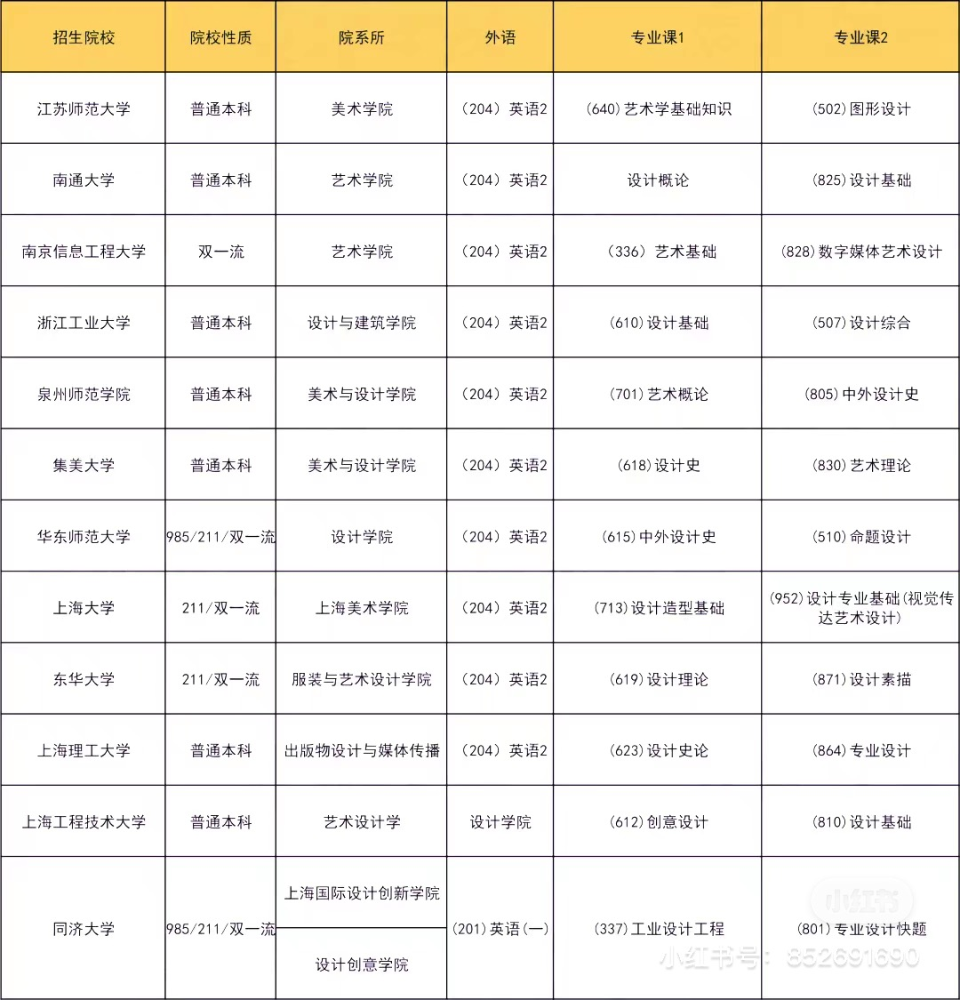 招生院校 院校性质 院系所 外语 专业课1 专业课2
江苏师范大学 普通本科 美术学院 (204) 英语2 (640)艺术学基础知识 (502)图形设计
南通大学 普通本科 艺术学院 (204) 英语2 设计概论 (825)设计基础
南京信息工程大学 双一流 艺术学院 (204) 英语2 (336) 艺术基础 (828)数字媒体艺术设计
浙江工业大学 普通本科 设计与建筑学院 (204) 英语2 (610)设计基础 (507)设计综合
泉州师范学院 普通本科 美术与设计学院 (204) 英语2 (701)艺术概论 (805)中外设计史
集美大学 普通本科 美术与设计学院 (204) 英语2 (618)设计史 (830)艺术理论
华东师范大学 985/211/双一流 设计学院 (204) 英语2 (615)中外设计史 (510)命题设计
上海大学 211/双一流 上海美术学院 (204) 英语2 (713)设计造型基础 (952)设计专业基础(视觉传
达艺术设计)
东华大学 211/双一流 服装与艺术设计学院 (204) 英语2 (619)设计理论 (871)设计素描
上海理工大学 普通本科 出版物设计与媒体传播 (204) 英语2 (623)设计史论 (864)专业设计
上海工程技术大学 普通本科 艺术设计学 设计学院 (612)创意设计 (810)设计基础
上海国际设计创新学院
同济大学 985/211/双一流 (201)英语(一) (337)工业设计工程 (801)专业设计快题
设计创意学院
小红书
小红书号: 852691690